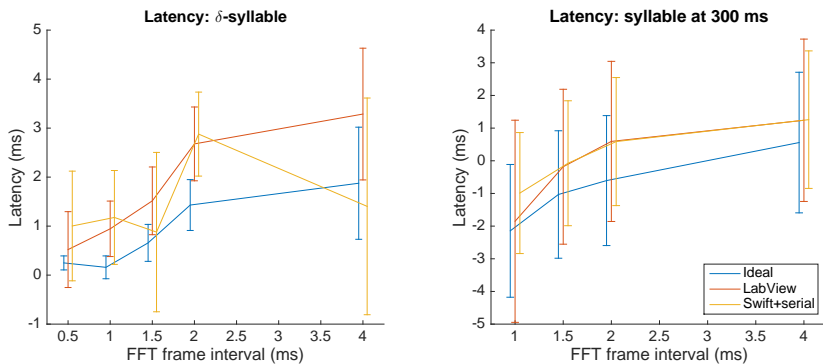 Latency: δ-syllable
5
4
3
2
1
0
-1
Latency (ms)
0.5 1 1.5 2 2.5 3 3.5 4
FFT frame interval (ms)
Latency: syllable at 300 ms
4
3
2
1
0
-1
-2
-3
-4
-5
Latency (ms)
1 1.5 2 2.5 3 3.5 4
FFT frame interval (ms)
Ideal
LabView
Swift+serial